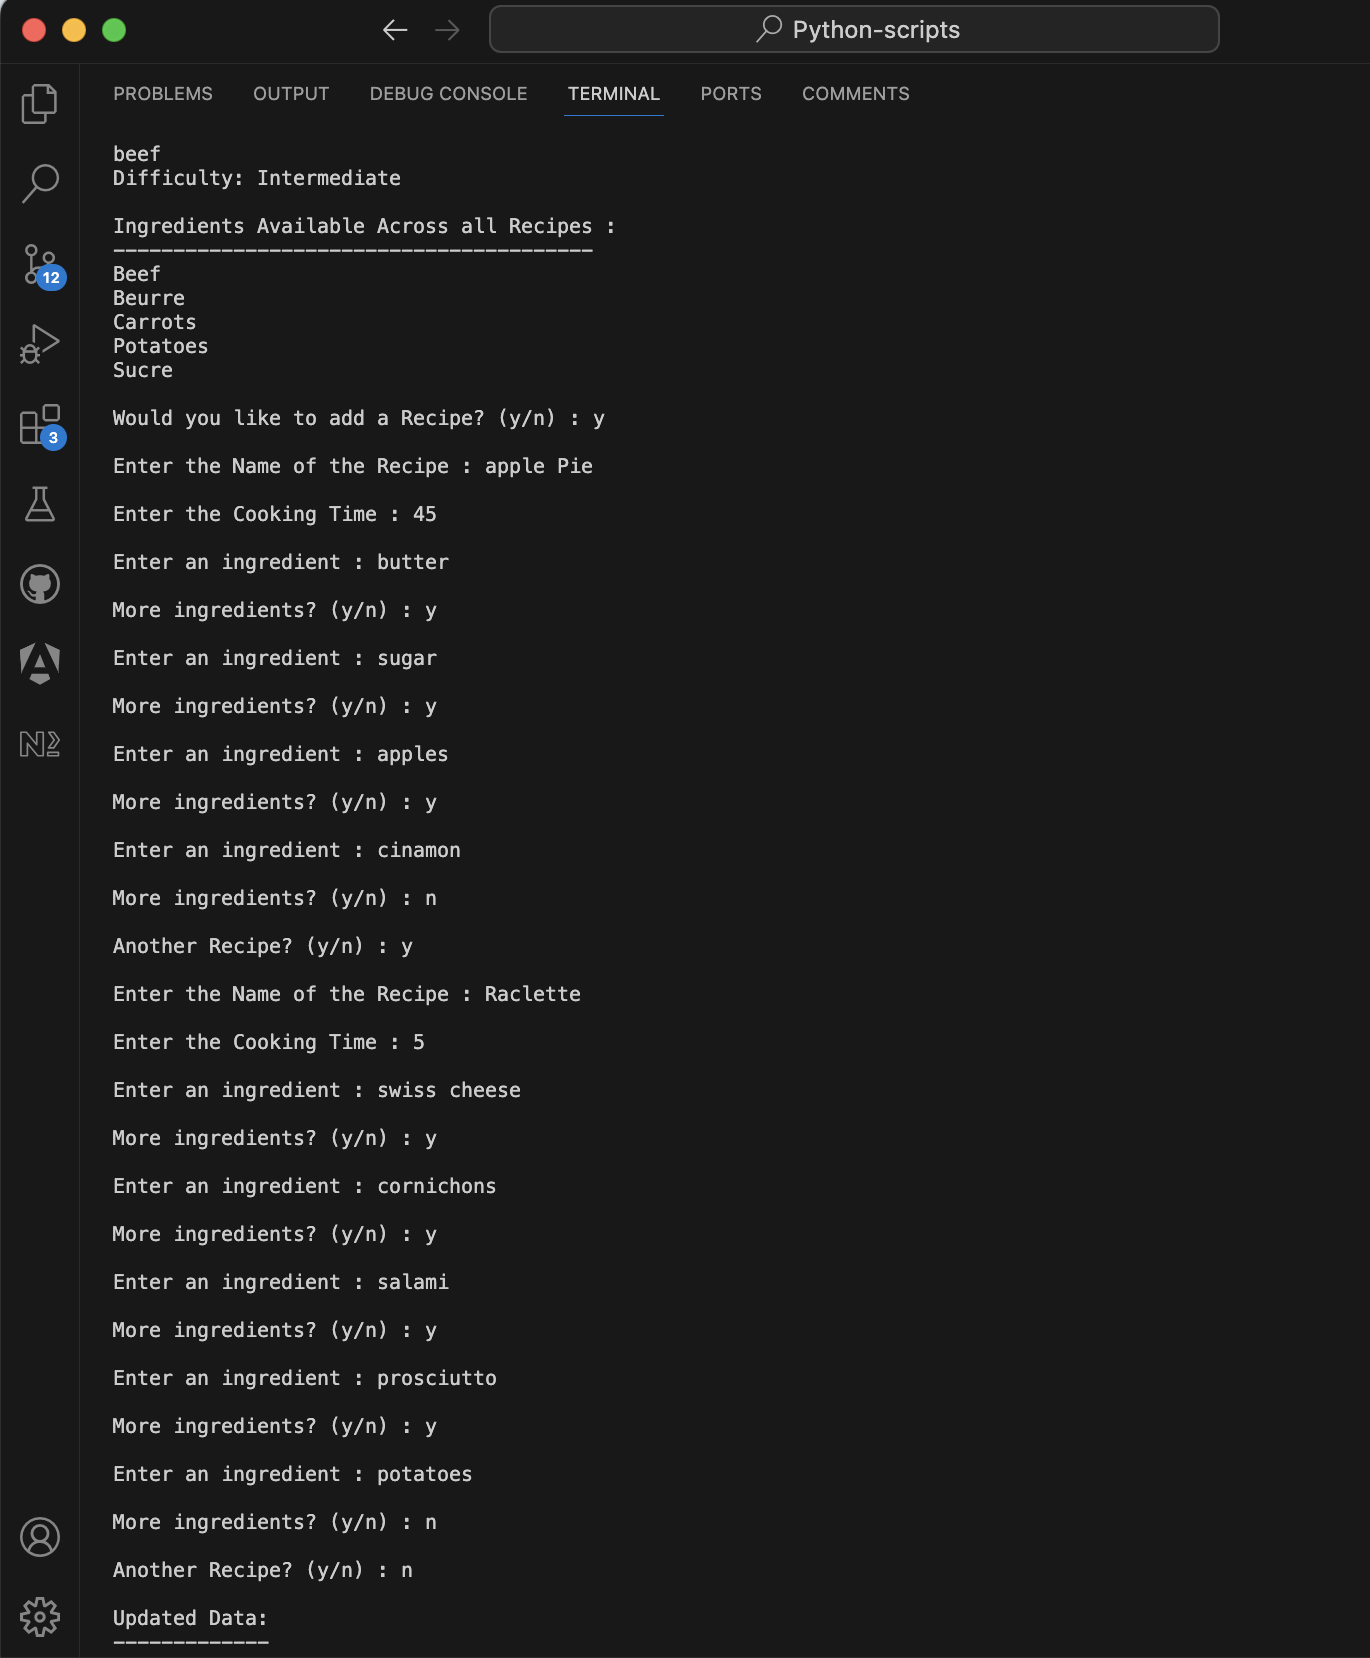 Python-scripts
PROBLEMS OUTPUT DEBUG CONSOLE TERMINAL PORTS COMMENTS
beef
Difficulty: Intermediate
Ingredients Available Across all Recipes :
----------------------------------------
Beef
Beurre
Carrots
Potatoes
Sucre
Would you like to add a Recipe? (y/n) : y
Enter the Name of the Recipe : apple Pie
Enter the Cooking Time : 45
Enter an ingredient : butter
More ingredients? (y/n) : y
Enter an ingredient : sugar
More ingredients? (y/n) : y
Enter an ingredient : apples
More ingredients? (y/n) : y
Enter an ingredient : cinamon
More ingredients? (y/n) : n
Another Recipe? (y/n) : y
Enter the Name of the Recipe : Raclette
Enter the Cooking Time : 5
Enter an ingredient : swiss cheese
More ingredients? (y/n) : y
Enter an ingredient : cornichons
More ingredients? (y/n) : y
Enter an ingredient : salami
More ingredients? (y/n) : y
Enter an ingredient : prosciutto
More ingredients? (y/n) : y
Enter an ingredient : potatoes
More ingredients? (y/n) : n
Another Recipe? (y/n) : n
Updated Data:
-------------
12
3